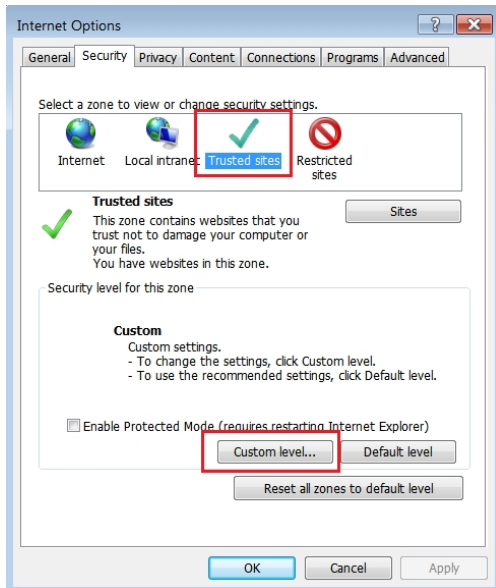 Internet Options
General Security Privacy Content Connections Programs Advanced
Select a zone to view or change security settings.
Internet Local intranet Trusted sites Restricted
sites
Trusted sites
Sites
This zone contains websites that you
trust not to damage your computer or
your files.
You have websites in this zone.
Security level for this zone
Custom
Custom settings.
- To change the settings, click Custom level.
- To use the recommended settings, click Default level.
Enable Protected Mode (requires restarting Internet Explorer)
Custom level... Default level
Reset all zones to default level
OK Cancel Apply